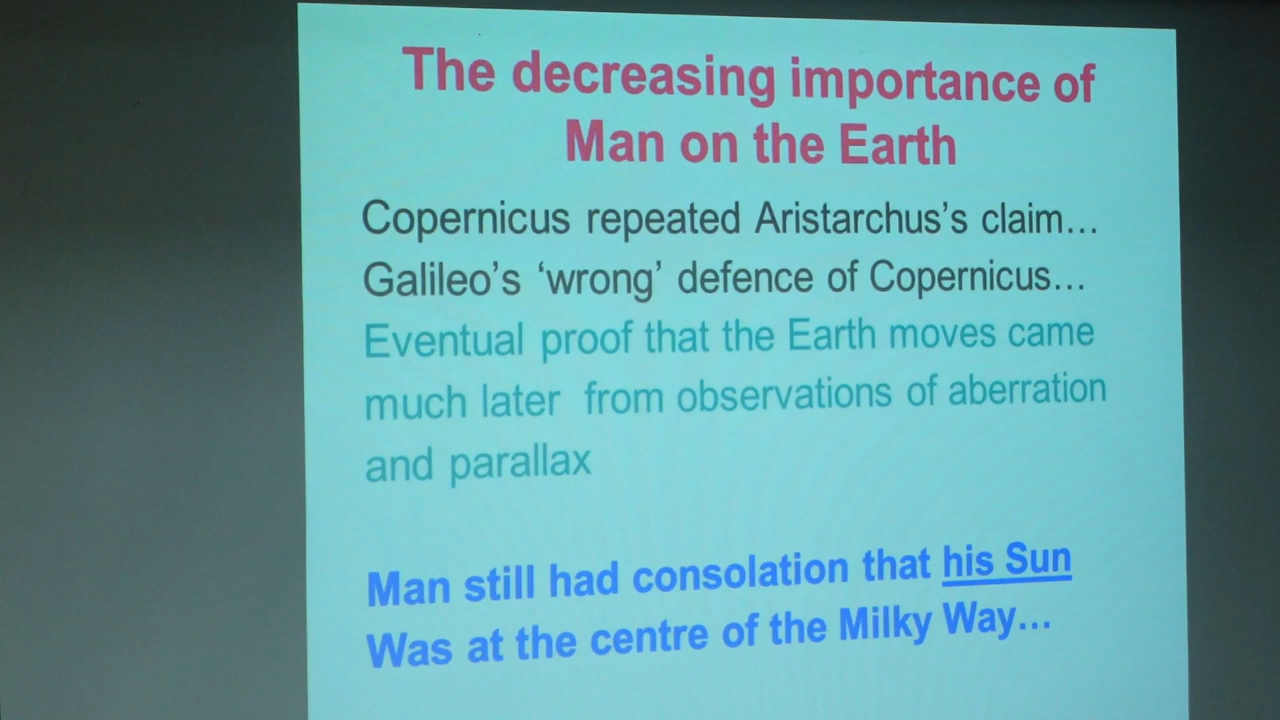 The decreasing importance of
Man on the Earth
Copernicus repeated Aristarchus’s claim…
Galileo’s ‘wrong’ defence of Copernicus…
Eventual proof that the Earth moves came
much later from observations of aberration
and parallax
Man still had consolation that his Sun
Was at the centre of the Milky Way…